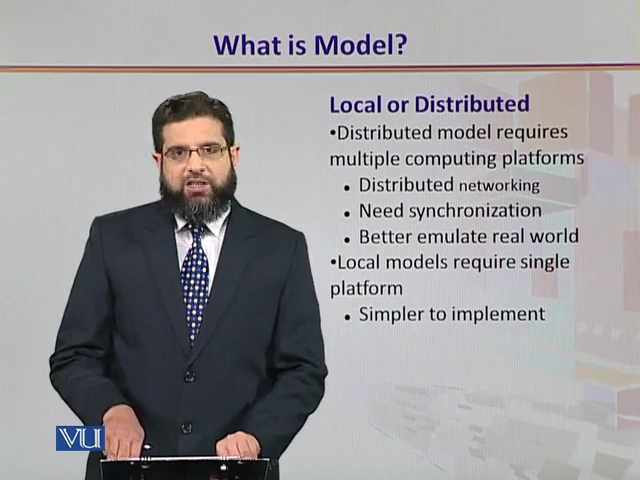 What is Model?
Local or Distributed
•Distributed model requires
multiple computing platforms
• Distributed networking
• Need synchronization
• Better emulate real world
•Local models require single
platform
• Simpler to implement
VU